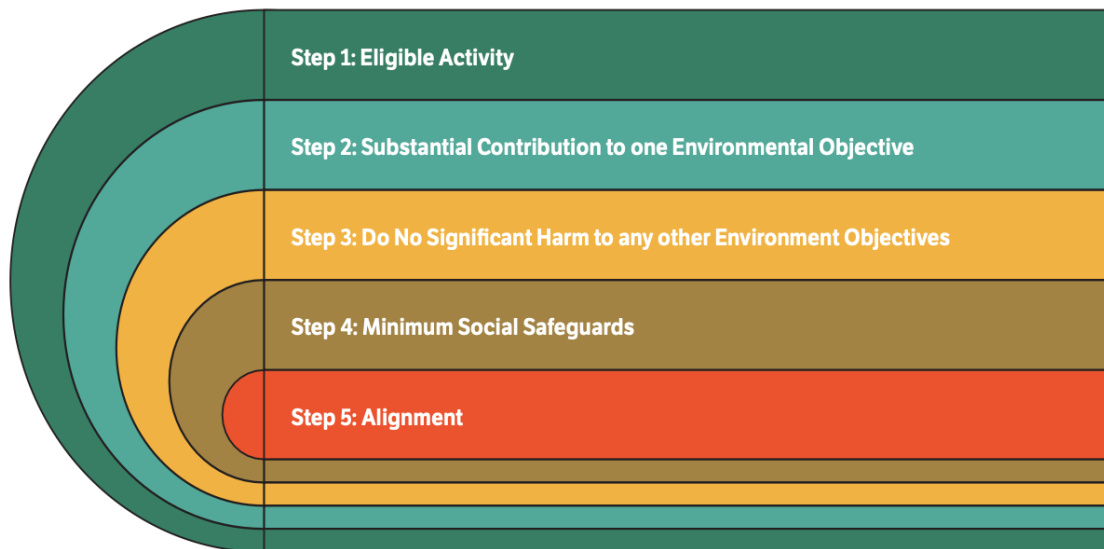 Step 1: Eligible Activity
Step 2: Substantial Contribution to one Environmental Objective
Step 3: Do No Significant Harm to any other Environment Objectives
Step 4: Minimum Social Safeguards
Step 5: Alignment